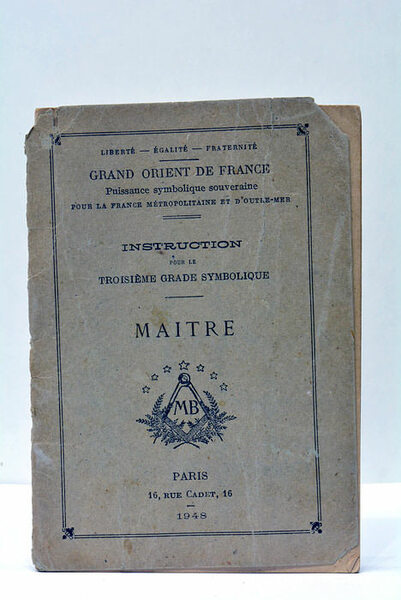 LIBERTÉ — ÉGALITÉ — FRATERNITÉ
GRAND ORIENT DE FRANCE
Puissance symbolique souveraine
POUR LA FRANCE MÉTROPOLITAINE ET D'OUTRE-MER
INSTRUCTION
POUR LE
TROISIÈME GRADE SYMBOLIQUE
MAITRE
MB
PARIS
16, RUE CADET, 16
1948